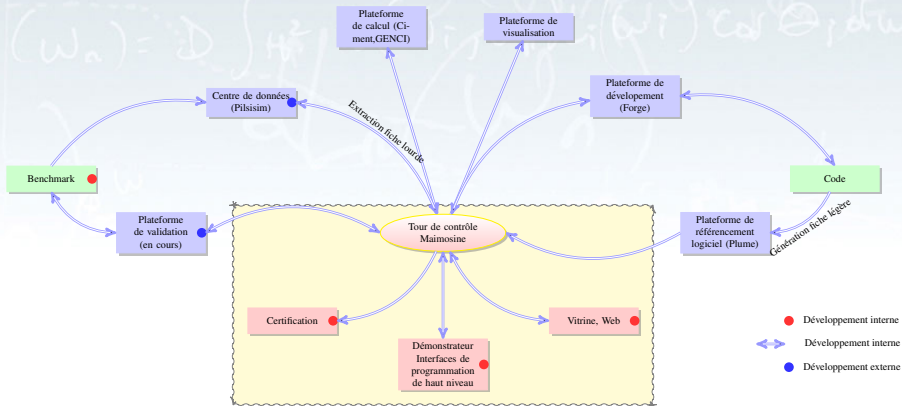 Plateforme
de calcul (Ci-
ment,GENCI)
Plateforme de
visualisation
Centre de données
(Pilsisim)
Plateforme de
dévelopement
(Forge)
Extraction fiche lourde
Benchmark
Code
Plateforme
de validation
(en cours)
Tour de contrôle
Maimosine
Plateforme de
référencement
logiciel (Plume)
Génération fiche légère
Certification
Vitrine, Web
Démonstrateur
Interfaces de
programmation
de haut niveau
Développement interne
Développement interne
Développement externe